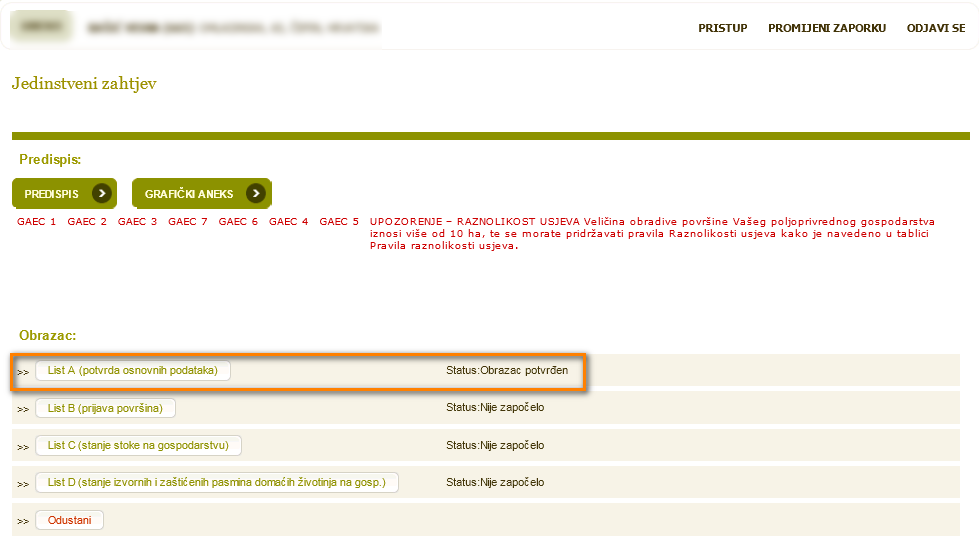 PRISTUP PROMIJENI ZAPORKU ODJAVI SE
Jedinstveni zahtjev
Predispis:
PREDISPIS GRAFIČKI ANEKS
GAEC 1 GAEC 2 GAEC 3 GAEC 7 GAEC 6 GAEC 4 GAEC 5 UPOZORENJE – RAZNOLIKOST USJEVA Veličina obradive površine Vašeg poljoprivrednog gospodarstva
iznosi više od 10 ha, te se morate pridržavati pravila Raznolikosti usjeva kako je navedeno u tablici
Pravila raznolikosti usjeva.
Obrazac:
>> List A (potvrda osnovnih podataka) Status:Obrazac potvrđen
>> List B (prijava površina) Status:Nije započelo
>> List C (stanje stoke na gospodarstvu) Status:Nije započelo
>> List D (stanje izvornih i zaštićenih pasmina domaćih životinja na gosp.) Status:Nije započelo
>> Odustani